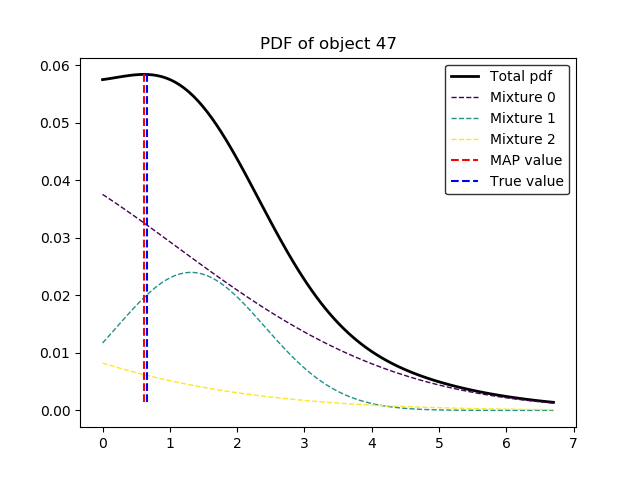 PDF of object 47
Total pdf
Mixture 0
Mixture 1
Mixture 2
MAP value
True value
0.06
0.05
0.04
0.03
0.02
0.01
0.00
0 1 2 3 4 5 6 7